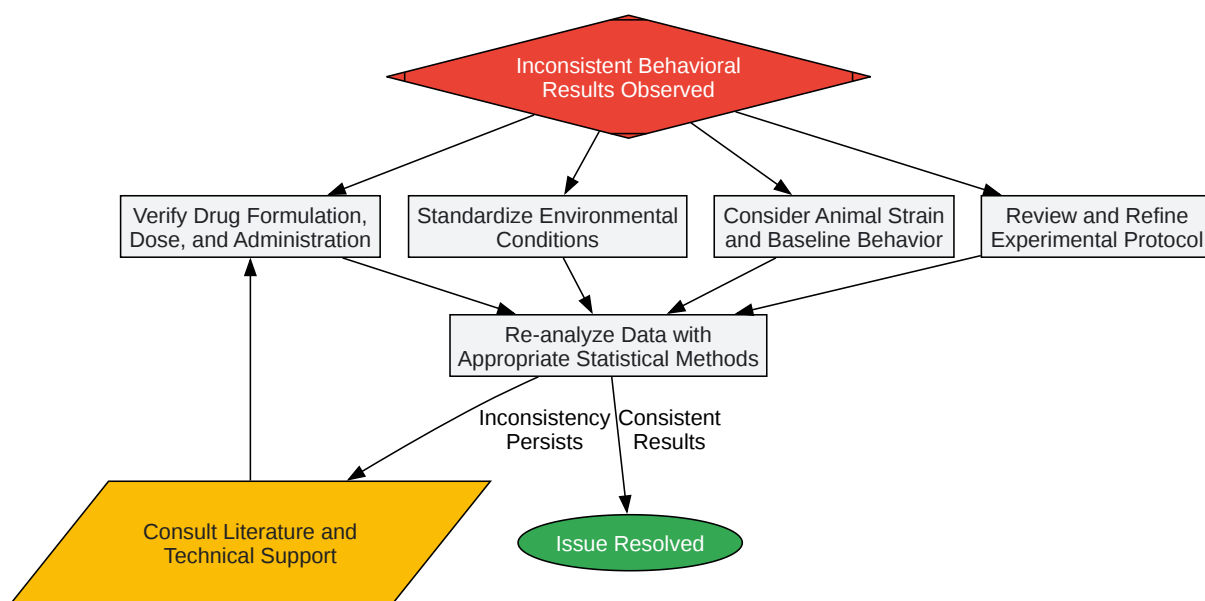 Inconsistent Behavioral
Results Observed
Verify Drug Formulation,
Dose, and Administration
Standardize Environmental
Conditions
Consider Animal Strain
and Baseline Behavior
Review and Refine
Experimental Protocol
Re-analyze Data with
Appropriate Statistical Methods
Inconsistency
Persists
Consistent
Results
Consult Literature and
Technical Support
Issue Resolved